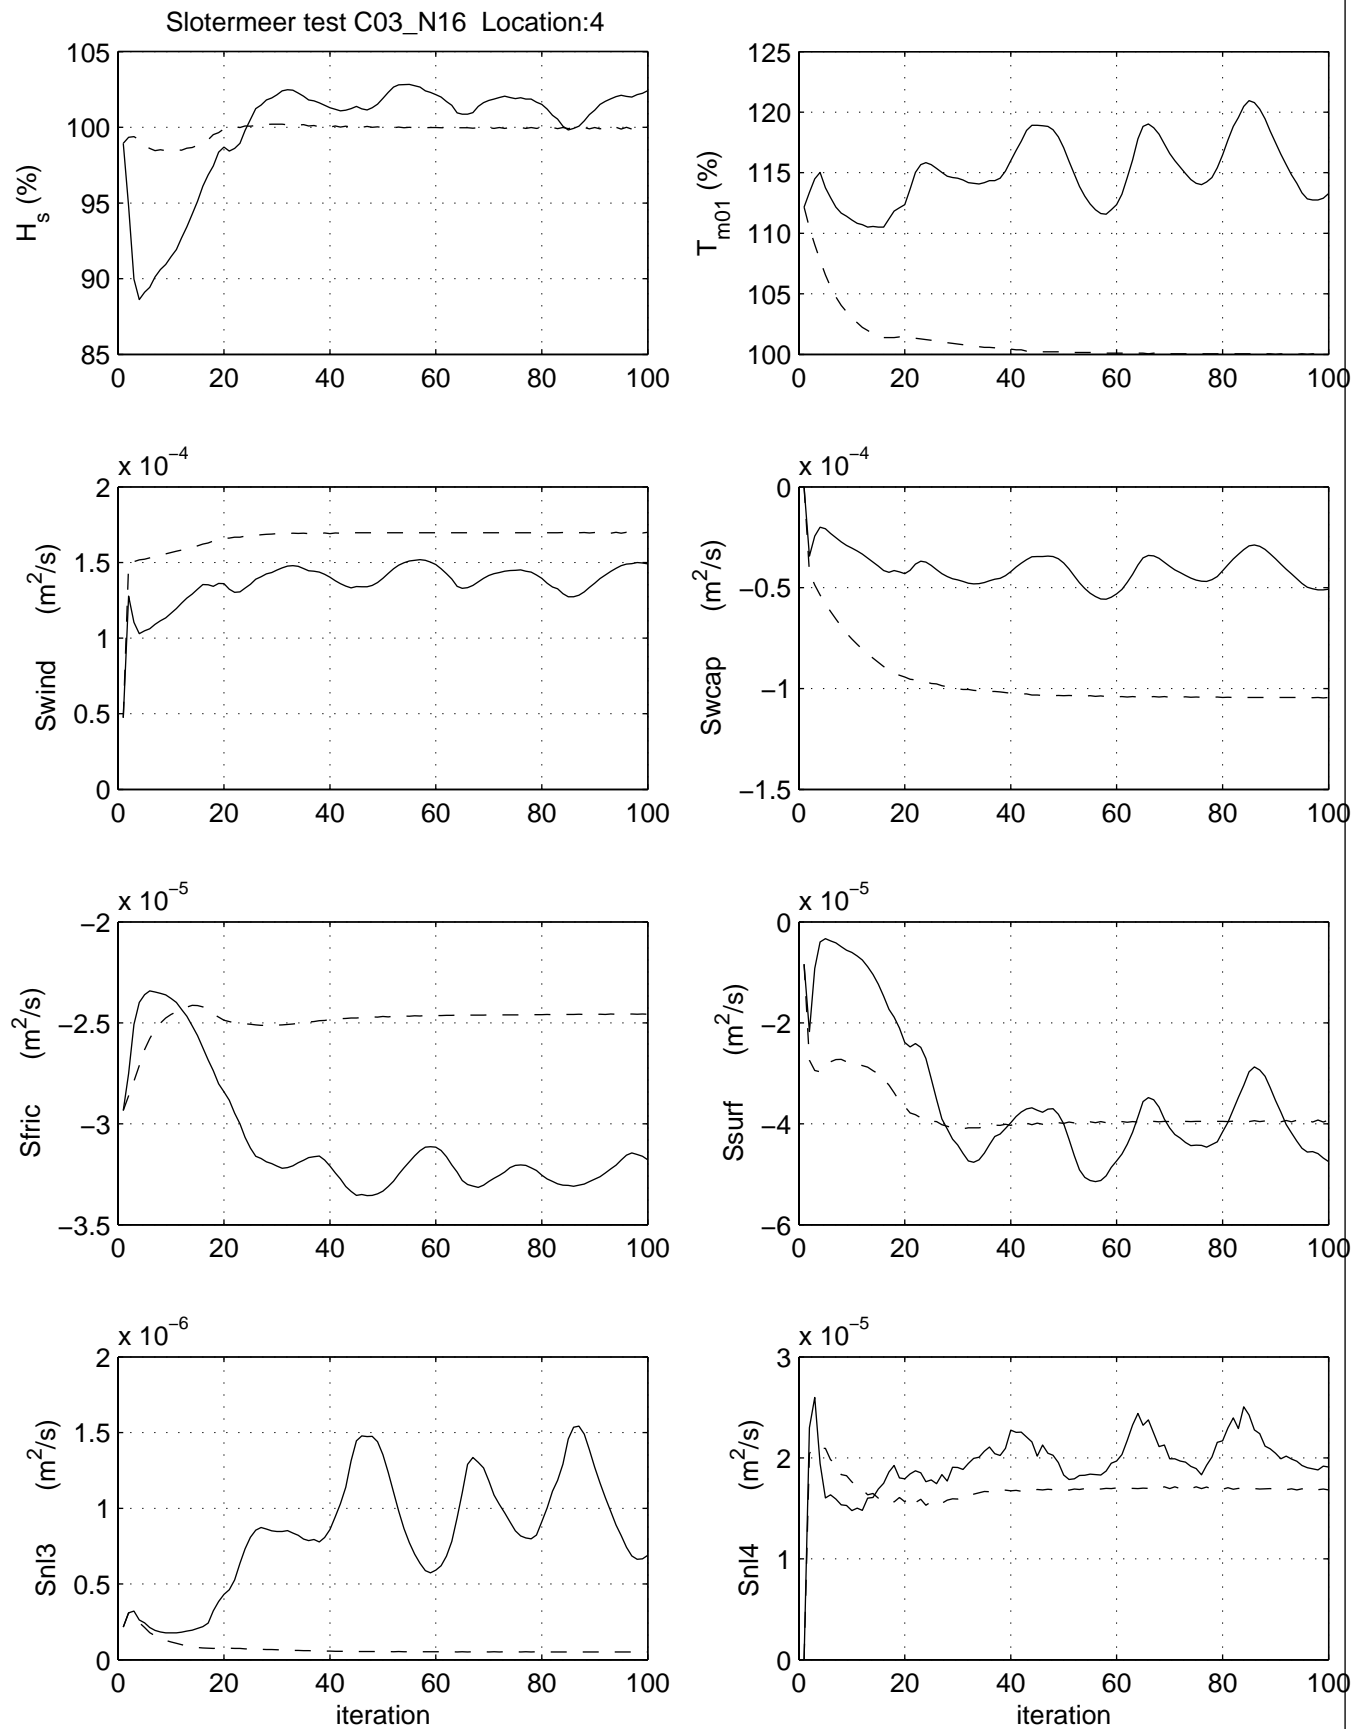 Slotermeer test C03_N16 Location:4
105
100
95
90
85
H_s (%)
0 20 40 60 80 100
125
120
115
110
105
100
T_m01 (%)
0 20 40 60 80 100
x 10^−4
2
1.5
1
0.5
0
Swind (m^2/s)
0 20 40 60 80 100
x 10^−4
0
−0.5
−1
−1.5
Swcap (m^2/s)
0 20 40 60 80 100
x 10^−5
−2
−2.5
−3
−3.5
Sfric (m^2/s)
0 20 40 60 80 100
x 10^−5
0
−2
−4
−6
Ssurf (m^2/s)
0 20 40 60 80 100
x 10^−6
2
1.5
1
0.5
0
Snl3 (m^2/s)
0 20 40 60 80 100
iteration
x 10^−5
3
2
1
0
Snl4 (m^2/s)
0 20 40 60 80 100
iteration